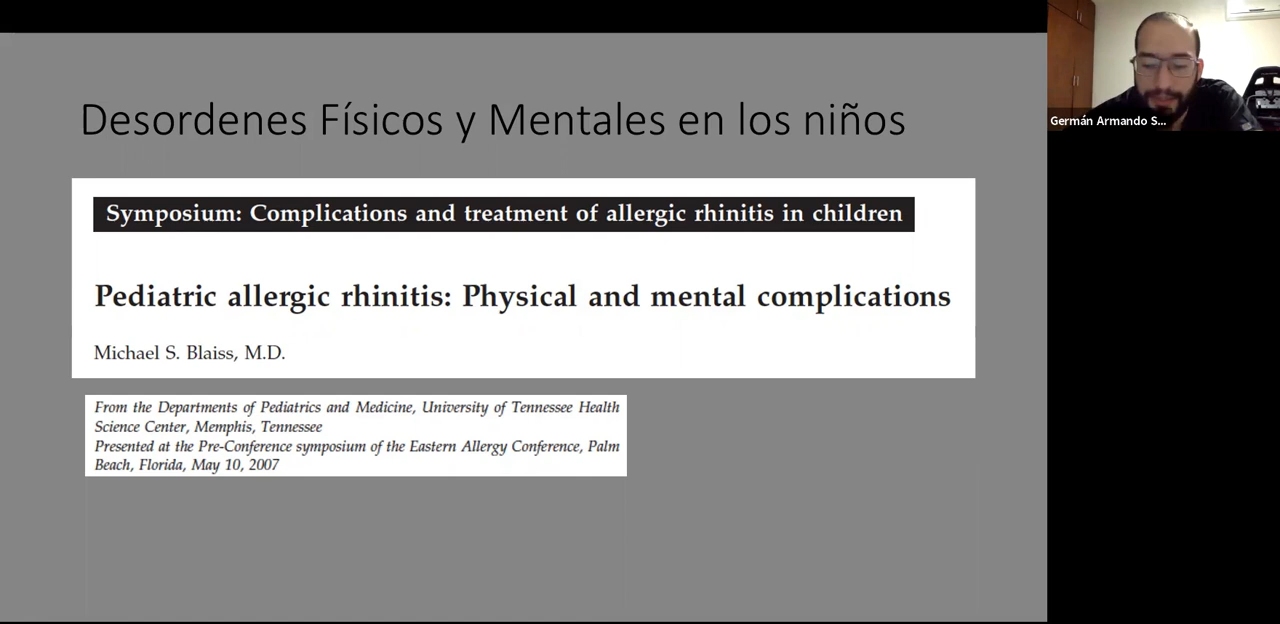 Desordenes Físicos y Mentales en los niños
Symposium: Complications and treatment of allergic rhinitis in children
Pediatric allergic rhinitis: Physical and mental complications
Michael S. Blaiss, M.D.
From the Departments of Pediatrics and Medicine, University of Tennessee Health
Science Center, Memphis, Tennessee
Presented at the Pre-Conference symposium of the Eastern Allergy Conference, Palm
Beach, Florida, May 10, 2007
Germán Armando S...